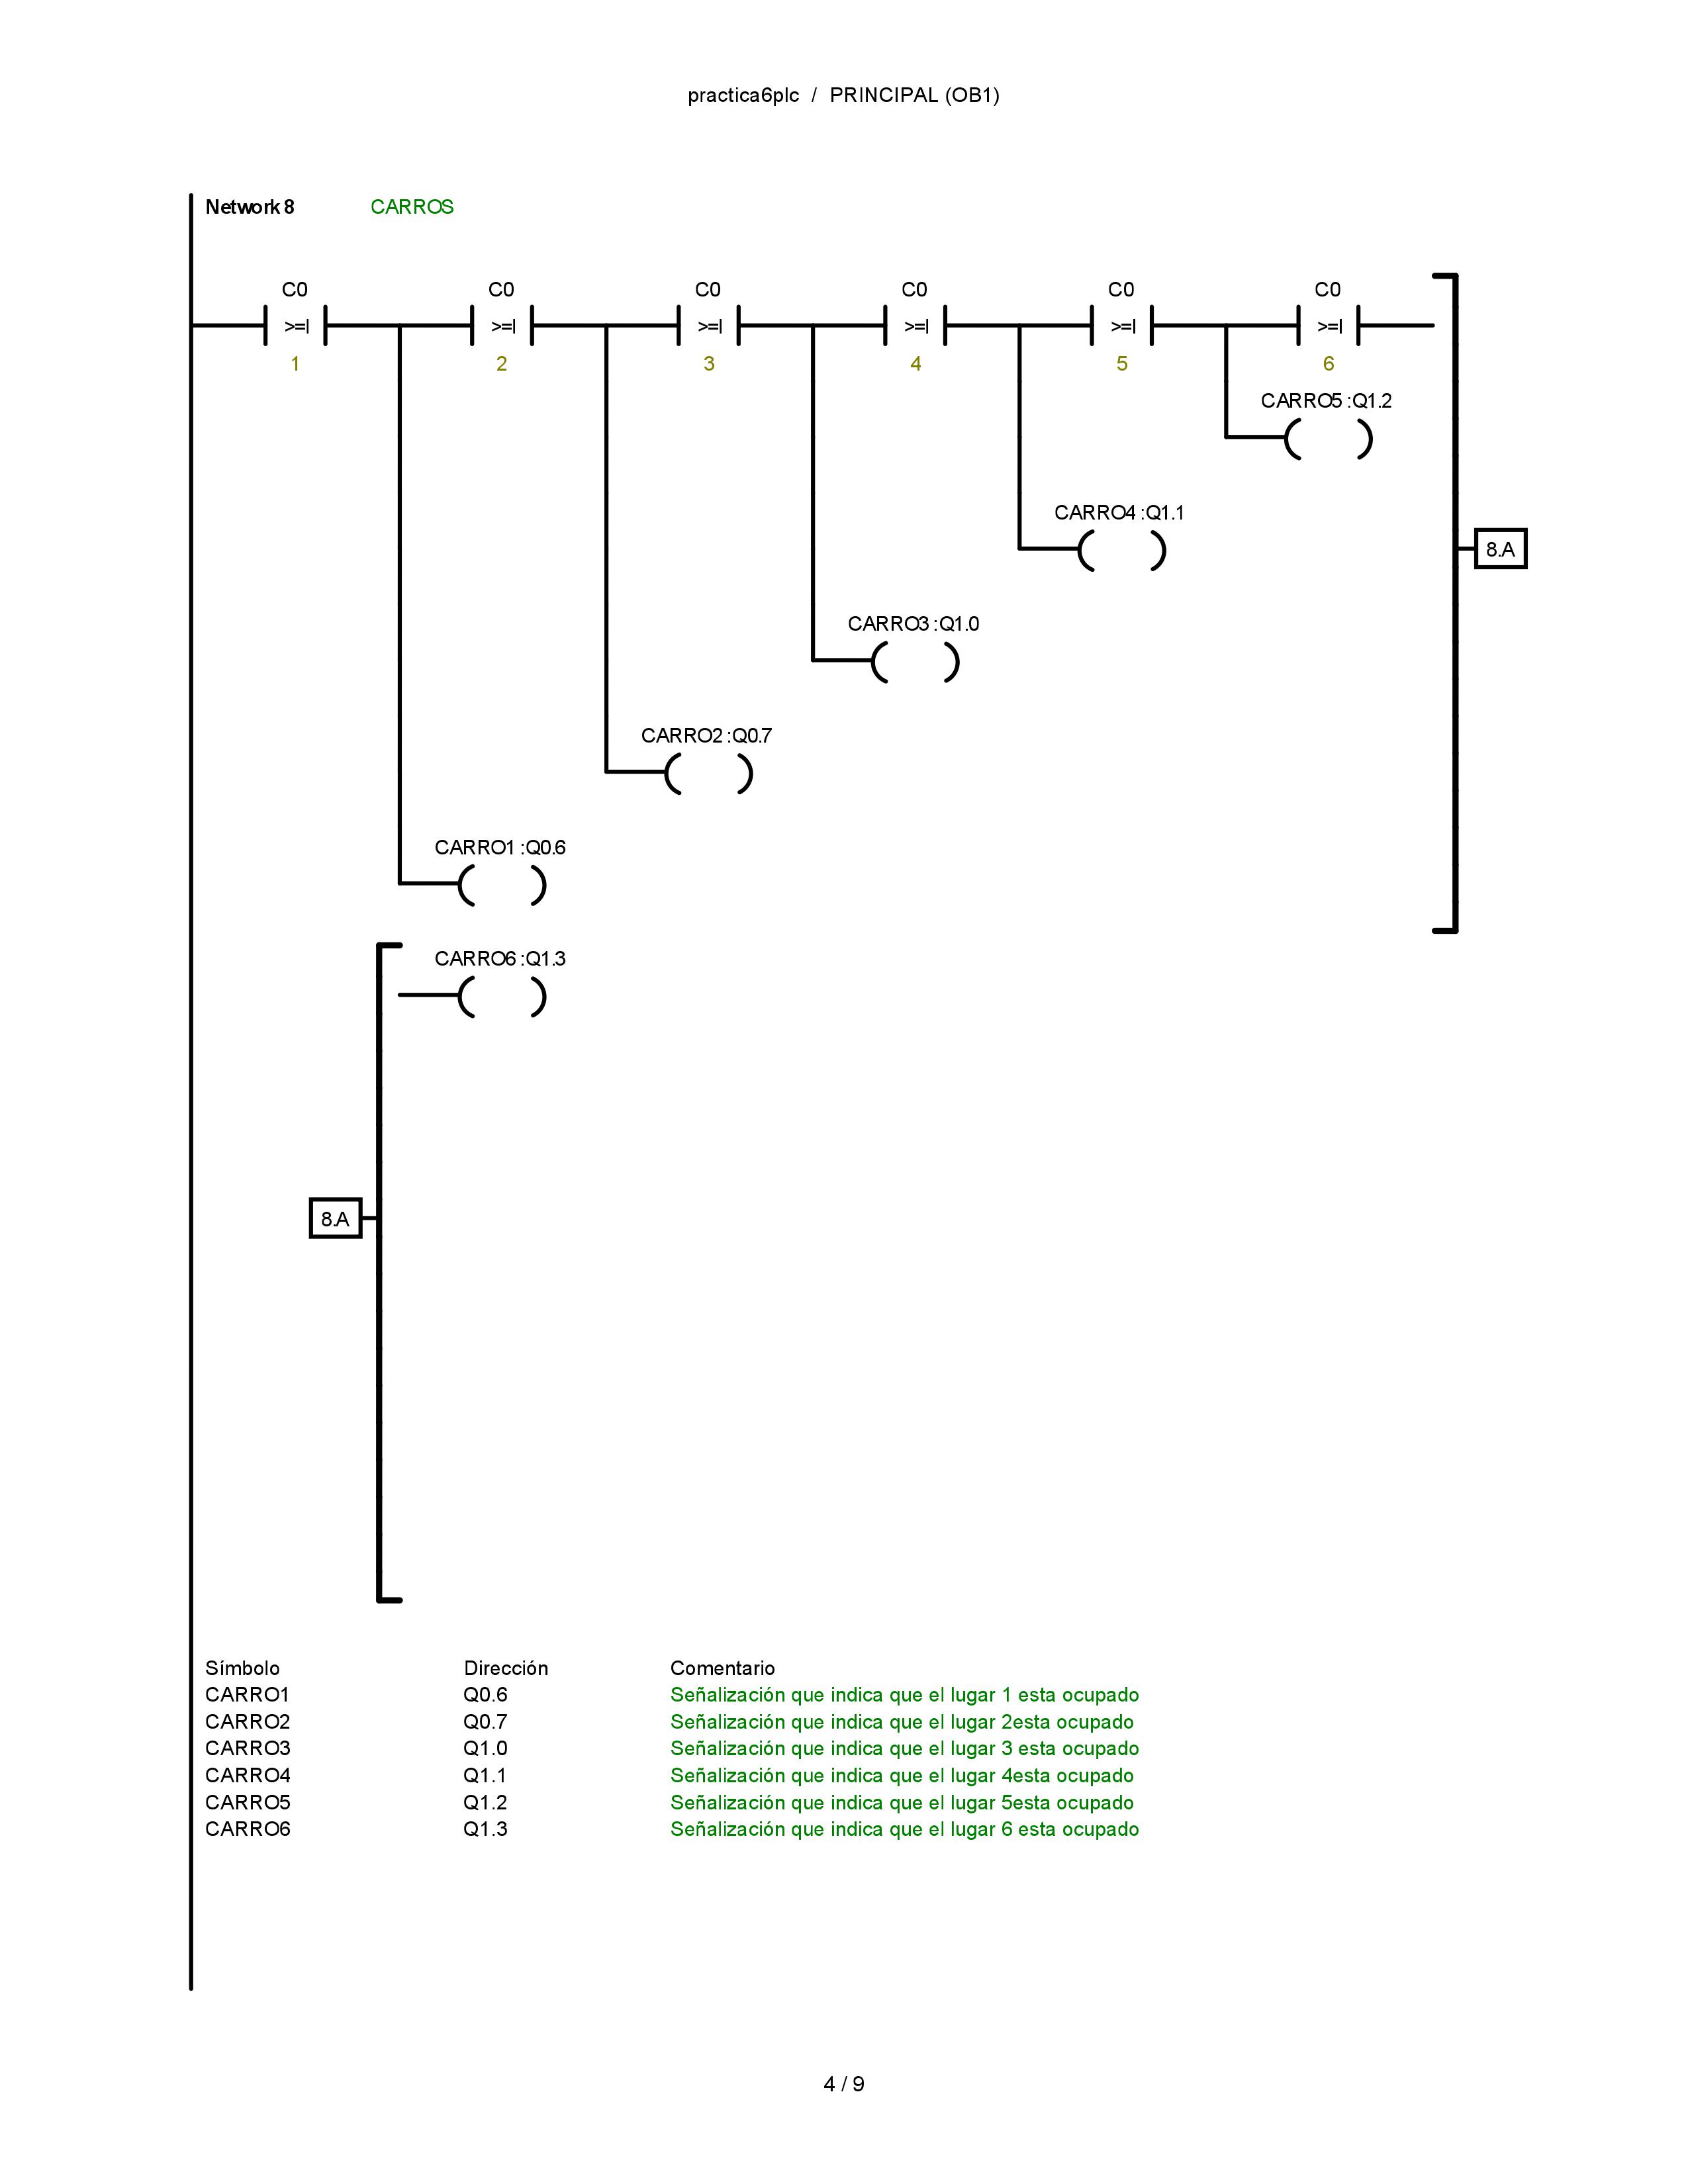 practica6plc / PRINCIPAL (OB1)
Network 8 CARROS
C0 C0 C0 C0 C0 C0
>=I >=I >=I >=I >=I >=I
1 2 3 4 5 6
CARRO5:Q1.2
CARRO4:Q1.1
8.A
CARRO3:Q1.0
CARRO2:Q0.7
CARRO1:Q0.6
CARRO6:Q1.3
8.A
Símbolo Dirección Comentario
CARRO1 Q0.6 Señalización que indica que el lugar 1 esta ocupado
CARRO2 Q0.7 Señalización que indica que el lugar 2esta ocupado
CARRO3 Q1.0 Señalización que indica que el lugar 3 esta ocupado
CARRO4 Q1.1 Señalización que indica que el lugar 4esta ocupado
CARRO5 Q1.2 Señalización que indica que el lugar 5esta ocupado
CARRO6 Q1.3 Señalización que indica que el lugar 6 esta ocupado
4 / 9